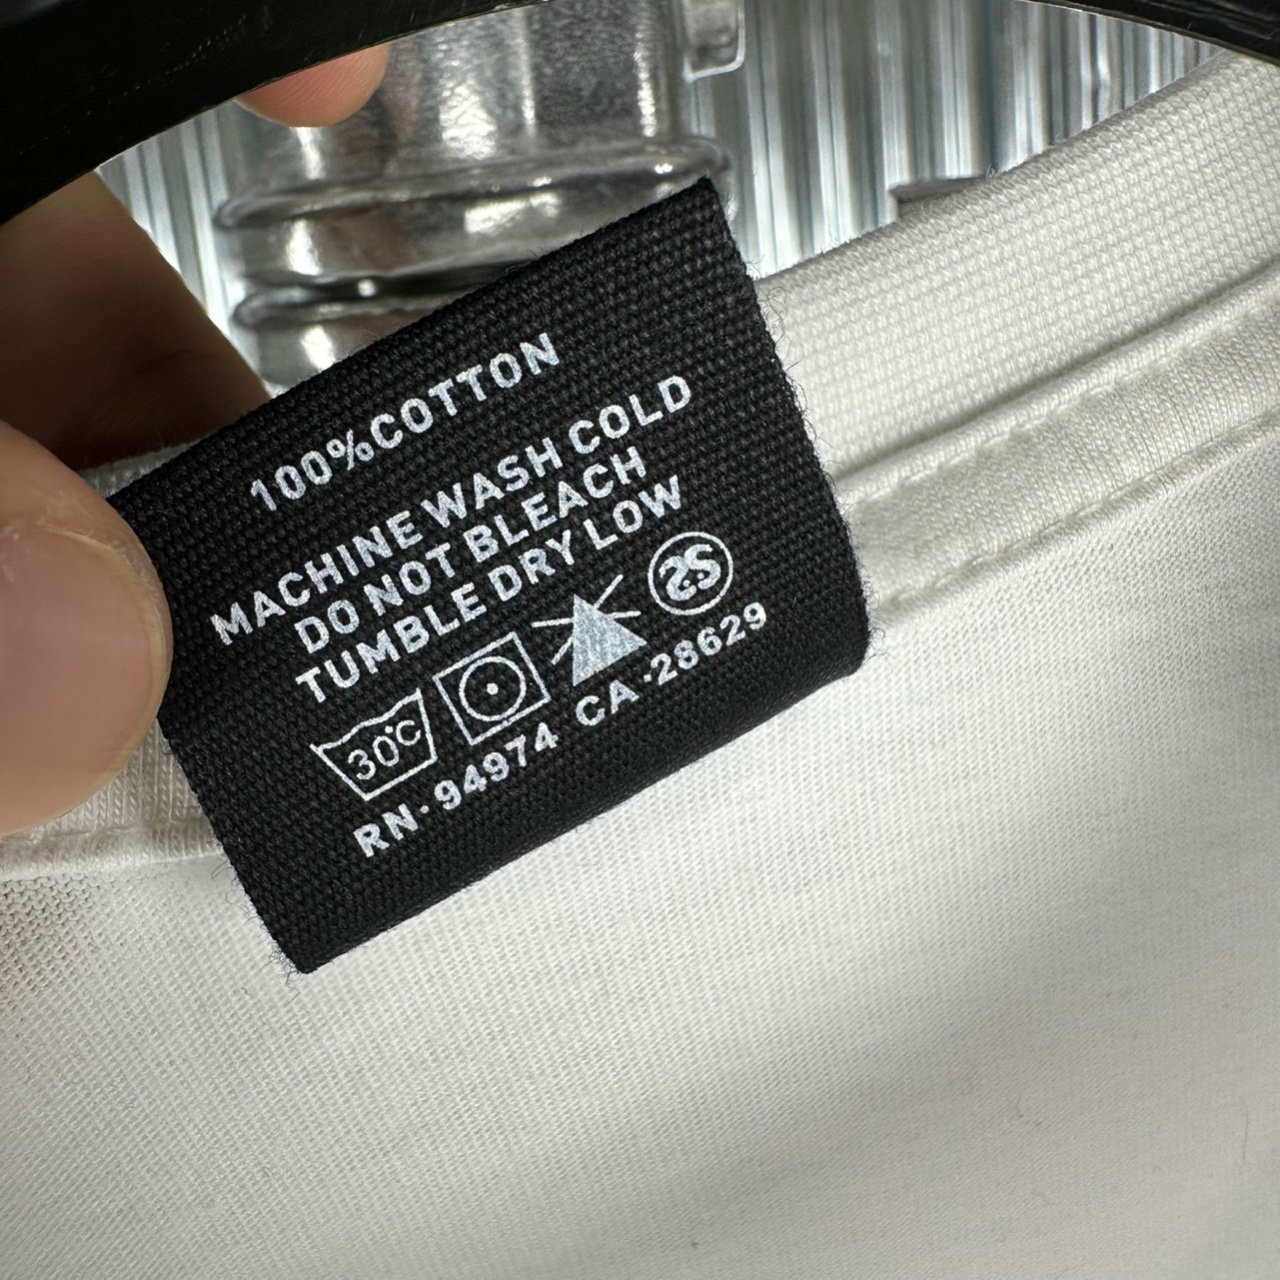 100%COTTON
MACHINE WASH COLD
DO NOT BLEACH
TUMBLE DRY LOW
30°C
RN·94974 CA·28629